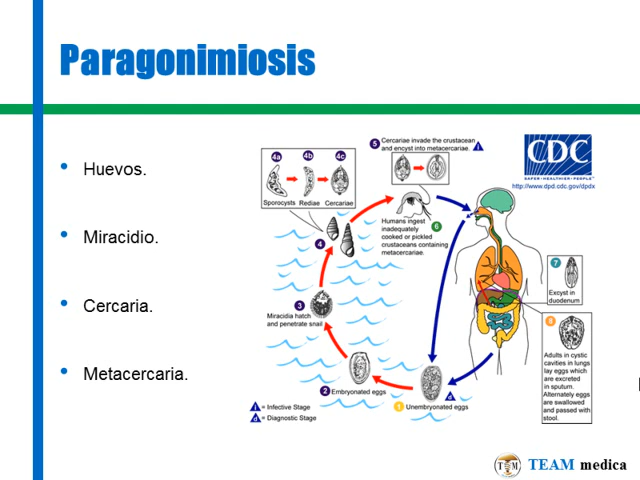 Paragonimiosis
• Huevos.
• Miracidio.
• Cercaria.
• Metacercaria.
5 Cercariae invade the crustacean
and encyst into metacercariae. i
4a 4b 4c
Sporocysts Rediae Cercariae
CDC
SAFER • HEALTHIER • PEOPLE™
http://www.dpd.cdc.gov/dpdx
Humans ingest
inadequately
cooked or pickled
crustaceans containing
metacercariae.
6
4
7
Excyst in
duodenum
3
Miracidia hatch
and penetrate snail
8
Adults in cystic
cavities in lungs
lay eggs which
are excreted
in sputum.
Alternately eggs
are swallowed
and passed with
stool.
2 Embryonated eggs
d
1 Unembryonated eggs
i = Infective Stage
d = Diagnostic Stage
TEAM medica